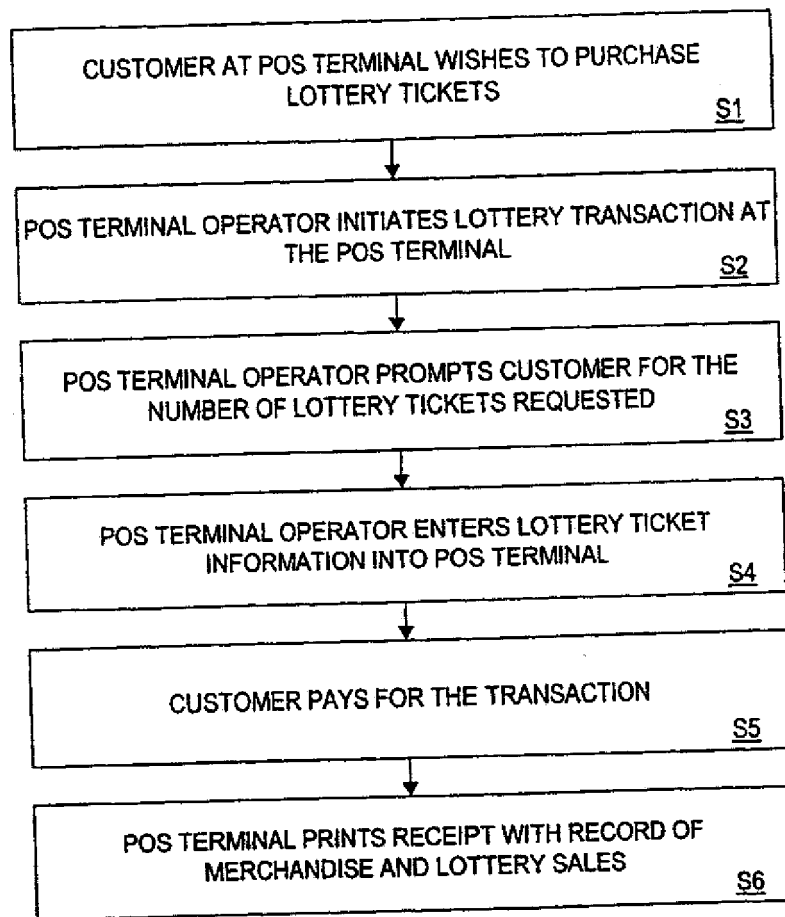 CUSTOMER AT POS TERMINAL WISHES TO PURCHASE
LOTTERY TICKETS
S1
POS TERMINAL OPERATOR INITIATES LOTTERY TRANSACTION AT
THE POS TERMINAL
S2
POS TERMINAL OPERATOR PROMPTS CUSTOMER FOR THE
NUMBER OF LOTTERY TICKETS REQUESTED
S3
POS TERMINAL OPERATOR ENTERS LOTTERY TICKET
INFORMATION INTO POS TERMINAL
S4
CUSTOMER PAYS FOR THE TRANSACTION
S5
POS TERMINAL PRINTS RECEIPT WITH RECORD OF
MERCHANDISE AND LOTTERY SALES
S6